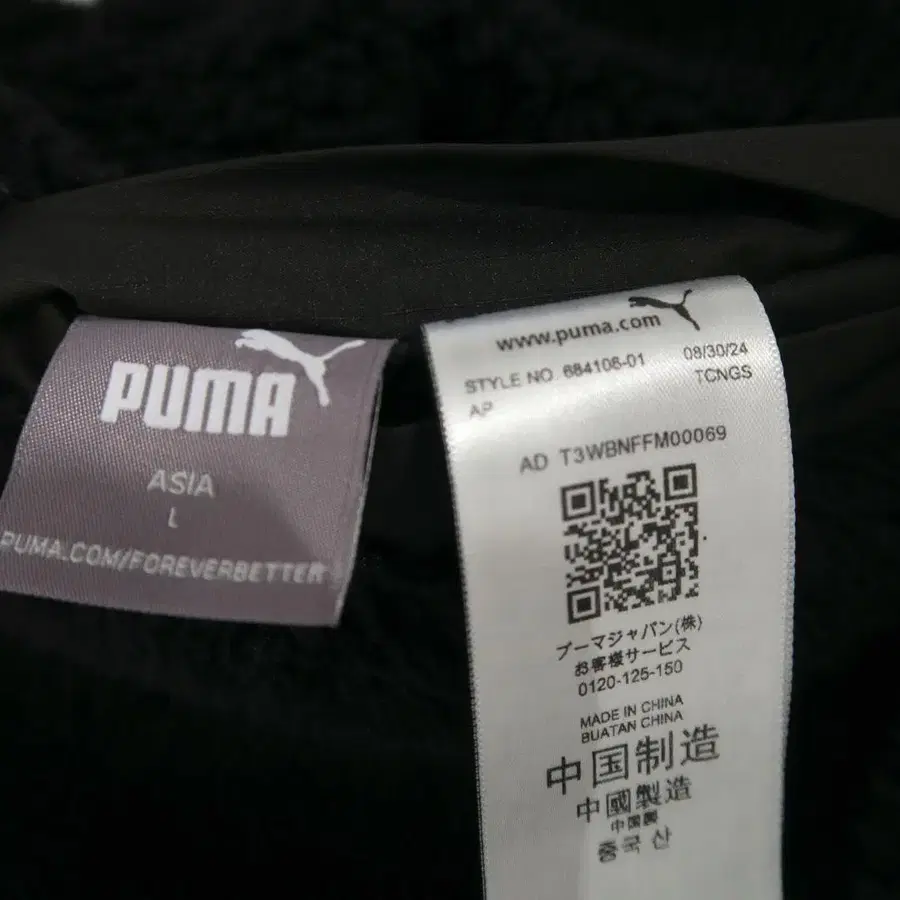 PUMA
ASIA
L
PUMA.COM/FOREVERBETTER
www.puma.com
STYLE NO. 684106-01 08/30/24
AP TCNGS
AD T3WBNFFM00069
プーマジャパン(株)
お客様サービス
0120-125-150
MADE IN CHINA
BUATAN CHINA
中国制造
中國製造
中国製
중국 산